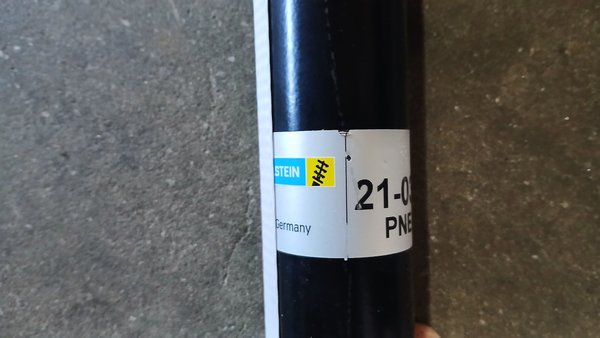 STEIN
Germany
21-0
PNE